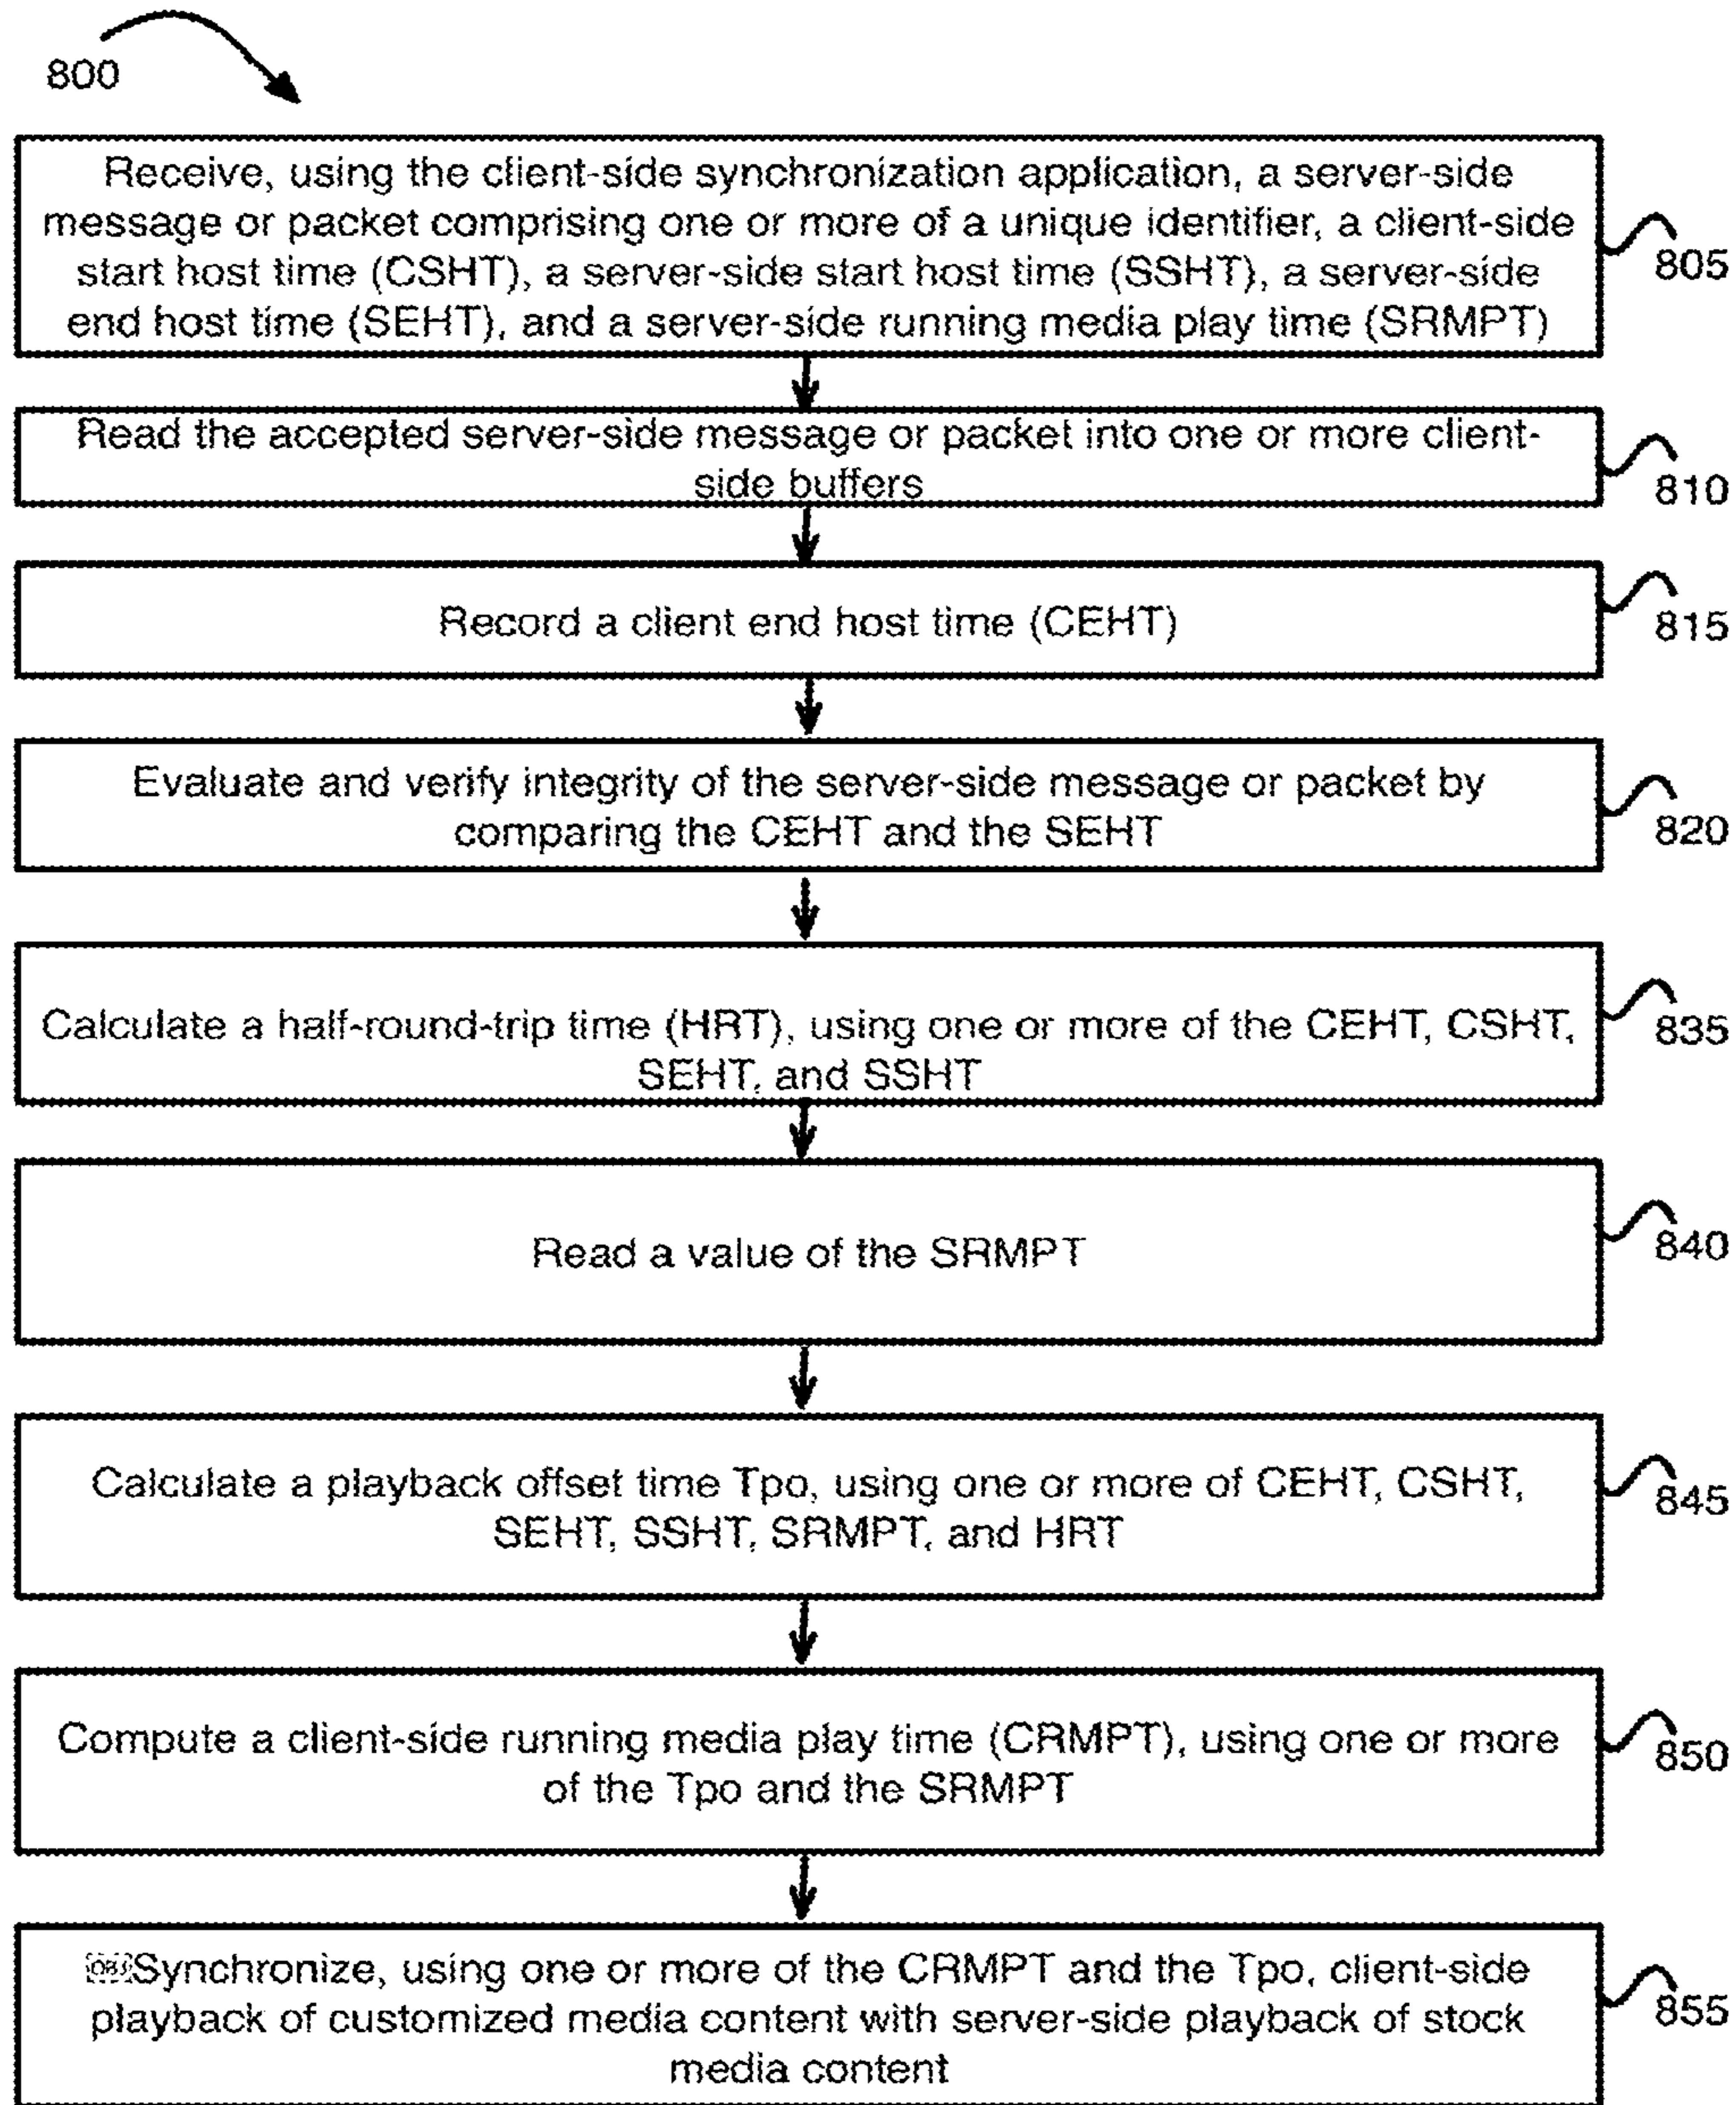 800
Receive, using the client-side synchronization application, a server-side
message or packet comprising one or more of a unique identifier, a client-side
start host time (CSHT), a server-side start host time (SSHT), a server-side
end host time (SEHT), and a server-side running media play time (SRMPT)
805
Read the accepted server-side message or packet into one or more client-
side buffers
810
Record a client end host time (CEHT)
815
Evaluate and verify integrity of the server-side message or packet by
comparing the CEHT and the SEHT
820
Calculate a half-round-trip time (HRT), using one or more of the CEHT, CSHT,
SEHT, and SSHT
835
Read a value of the SRMPT
840
Calculate a playback offset time Tpo, using one or more of CEHT, CSHT,
SEHT, SSHT, SRMPT, and HRT
845
Compute a client-side running media play time (CRMPT), using one or more
of the Tpo and the SRMPT
850
Synchronize, using one or more of the CRMPT and the Tpo, client-side
playback of customized media content with server-side playback of stock
media content
855